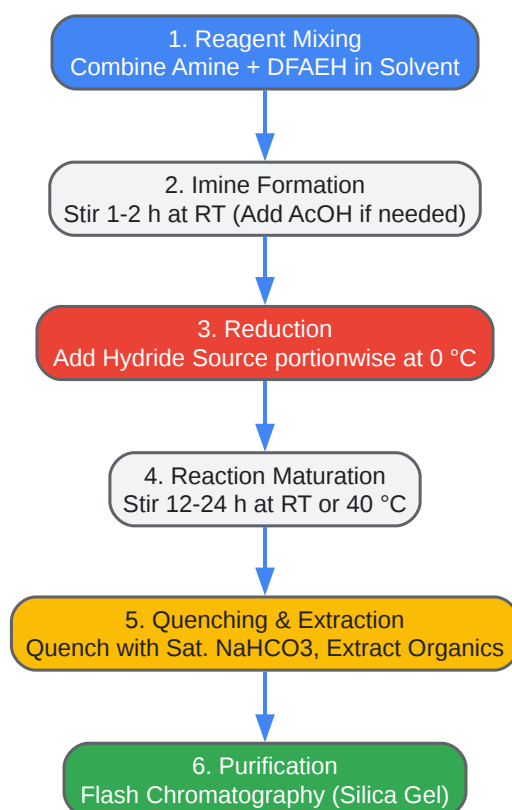 1. Reagent Mixing
Combine Amine + DFAEH in Solvent
2. Imine Formation
Stir 1-2 h at RT (Add AcOH if needed)
3. Reduction
Add Hydride Source portionwise at 0 °C
4. Reaction Maturation
Stir 12-24 h at RT or 40 °C
5. Quenching & Extraction
Quench with Sat. NaHCO3, Extract Organics
6. Purification
Flash Chromatography (Silica Gel)